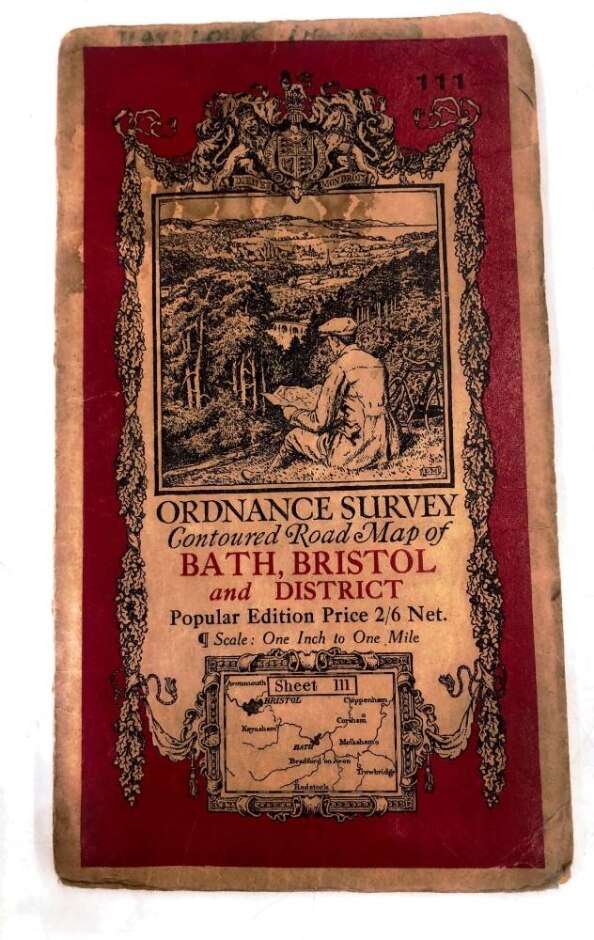 111
ORDNANCE SURVEY
Contoured Road Map of
BATH, BRISTOL
and DISTRICT
Popular Edition Price 2/6 Net.
¶ Scale: One Inch to One Mile
Sheet 111
Avonmouth
BRISTOL
Chippenham
Corsham
Keynsham
BATH
Melksham
Bradford on Avon
Trowbridge
Radstock